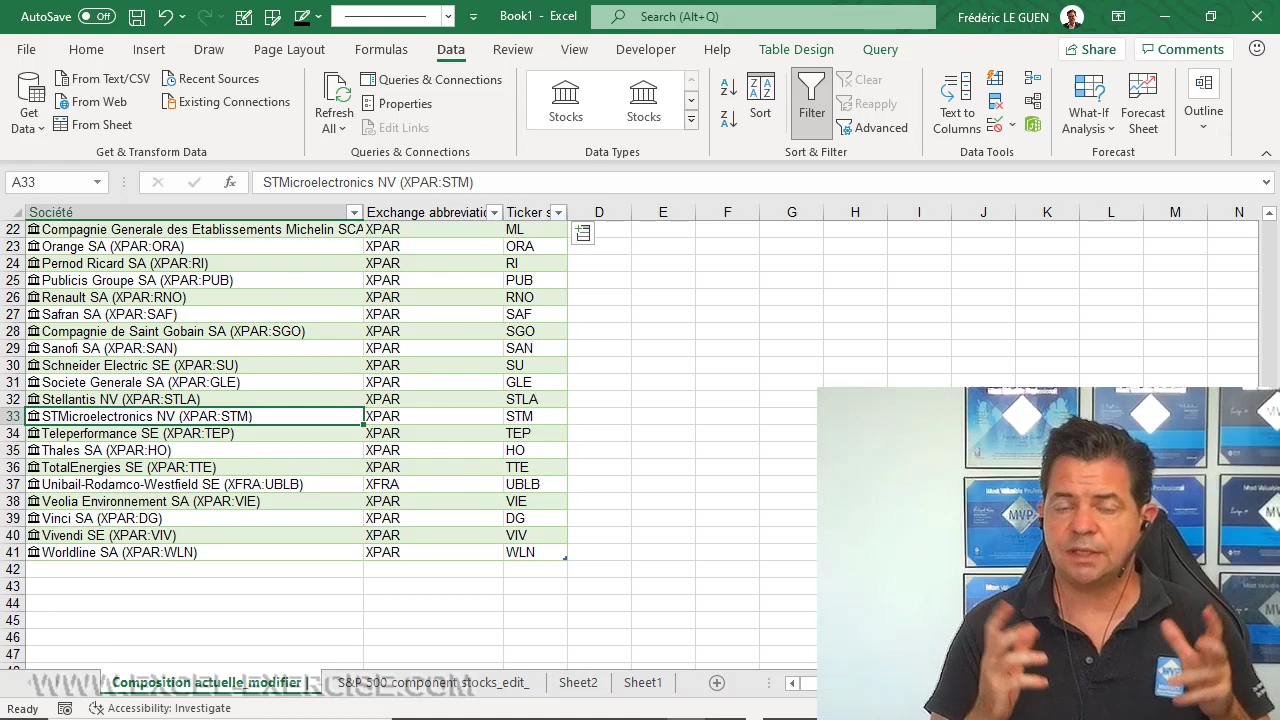 AutoSave Off Book1 - Excel Search (Alt+Q) Frédéric LE GUEN
File Home Insert Draw Page Layout Formulas Data Review View Developer Help Table Design Query Share Comments
Get Data
From Text/CSV
From Web
From Sheet
Recent Sources
Existing Connections
Get & Transform Data
Refresh All
Queries & Connections
Properties
Edit Links
Queries & Connections
Stocks Stocks
Data Types
Sort
Filter
Clear
Reapply
Advanced
Sort & Filter
Text to Columns
Data Tools
What-If Analysis
Forecast Sheet
Forecast
Outline
A33 fx STMicroelectronics NV (XPAR:STM)
Société Exchange abbreviatio Ticker s D E F G H I J K L M N
22 Compagnie Generale des Etablissements Michelin SCA XPAR ML
23 Orange SA (XPAR:ORA) XPAR ORA
24 Pernod Ricard SA (XPAR:RI) XPAR RI
25 Publicis Groupe SA (XPAR:PUB) XPAR PUB
26 Renault SA (XPAR:RNO) XPAR RNO
27 Safran SA (XPAR:SAF) XPAR SAF
28 Compagnie de Saint Gobain SA (XPAR:SGO) XPAR SGO
29 Sanofi SA (XPAR:SAN) XPAR SAN
30 Schneider Electric SE (XPAR:SU) XPAR SU
31 Societe Generale SA (XPAR:GLE) XPAR GLE
32 Stellantis NV (XPAR:STLA) XPAR STLA
33 STMicroelectronics NV (XPAR:STM) XPAR STM
34 Teleperformance SE (XPAR:TEP) XPAR TEP
35 Thales SA (XPAR:HO) XPAR HO
36 TotalEnergies SE (XPAR:TTE) XPAR TTE
37 Unibail-Rodamco-Westfield SE (XFRA:UBLB) XFRA UBLB
38 Veolia Environnement SA (XPAR:VIE) XPAR VIE
39 Vinci SA (XPAR:DG) XPAR DG
40 Vivendi SE (XPAR:VIV) XPAR VIV
41 Worldline SA (XPAR:WLN) XPAR WLN
42
43
44
45
46
47
Most Valuable Professional
MVP
Composition actuelle_modifier S&P 500 component stocks_edit_ Sheet2 Sheet1
WWW.EXCEL-EXERCISE.COM
Ready Accessibility: Investigate